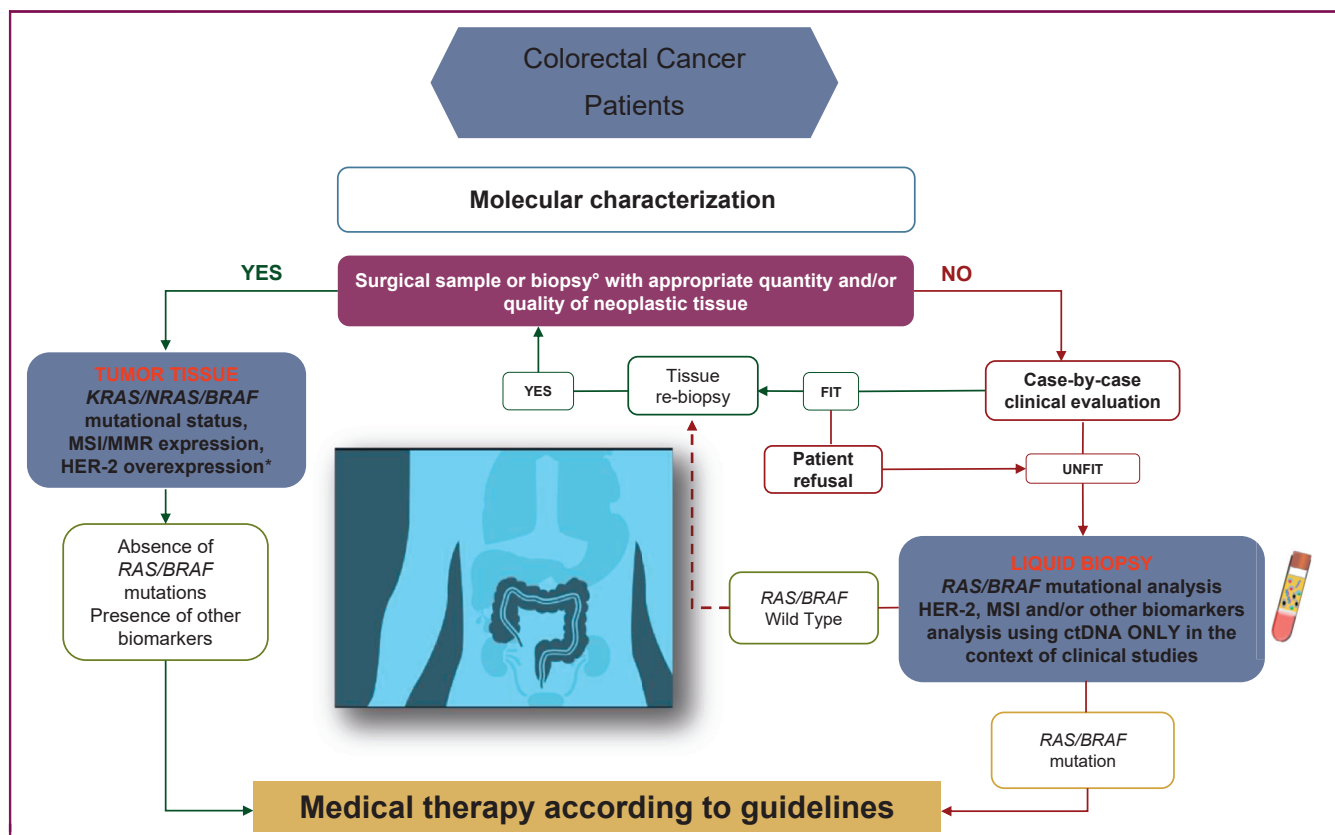 Colorectal Cancer
Patients
Molecular characterization
YES
Surgical sample or biopsy° with appropriate quantity and/or
quality of neoplastic tissue
NO
TUMOR TISSUE
KRAS/NRAS/BRAF
mutational status,
MSI/MMR expression,
HER-2 overexpression*
YES
Tissue
re-biopsy
FIT
Case-by-case
clinical evaluation
Patient
refusal
UNFIT
Absence of
RAS/BRAF
mutations
Presence of other
biomarkers
RAS/BRAF
Wild Type
LIQUID BIOPSY
RAS/BRAF mutational analysis
HER-2, MSI and/or other biomarkers
analysis using ctDNA ONLY in the
context of clinical studies
RAS/BRAF
mutation
Medical therapy according to guidelines